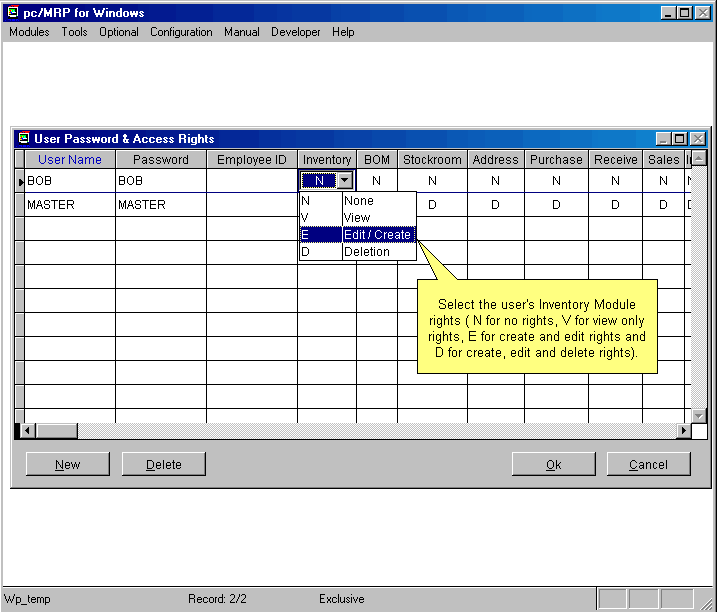 pc/MRP for Windows
Modules Tools Optional Configuration Manual Developer Help
User Password & Access Rights
User Name Password Employee ID Inventory BOM Stockroom Address Purchase Receive Sales
BOB BOB N N N N N N N
MASTER MASTER D D D D D
N None
V View
E Edit / Create
D Deletion
Select the user's Inventory Module
rights ( N for no rights, V for view only
rights, E for create and edit rights and
D for create, edit and delete rights).
New Delete Ok Cancel
Wp_temp Record: 2/2 Exclusive